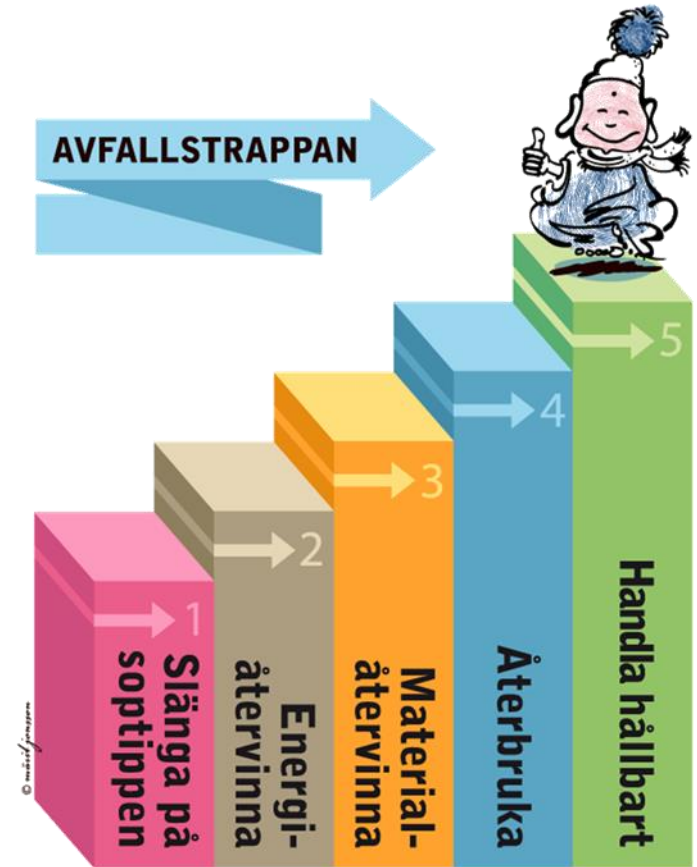 AVFALLSTRAPPAN
1
Slänga på
soptippen
2
Energi-
återvinna
3
Material-
återvinna
4
Återbruka
5
Handla hållbart